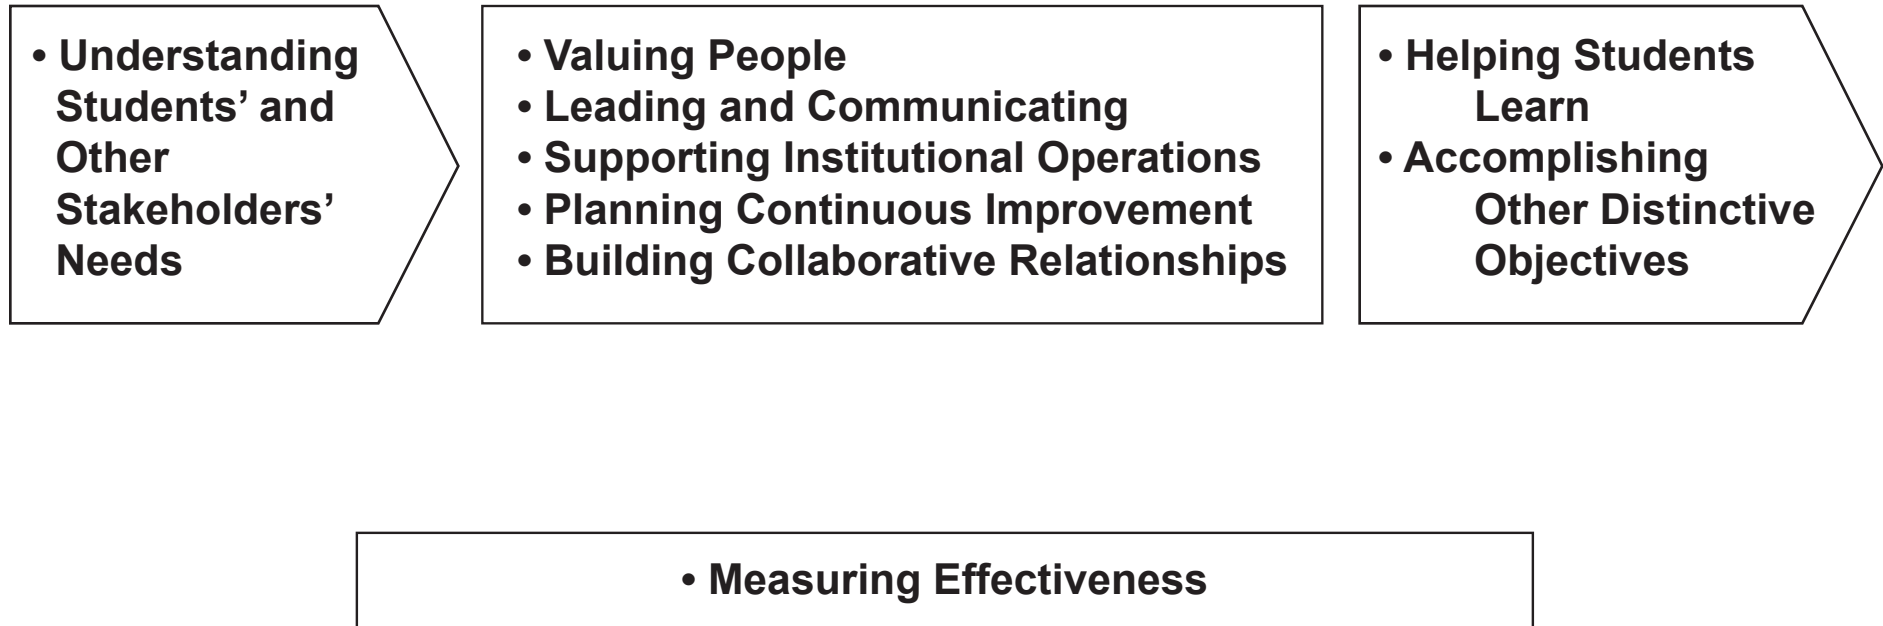 • Understanding
Students’ and
Other
Stakeholders’
Needs
• Valuing People
• Leading and Communicating
• Supporting Institutional Operations
• Planning Continuous Improvement
• Building Collaborative Relationships
• Helping Students
Learn
• Accomplishing
Other Distinctive
Objectives
• Measuring Effectiveness